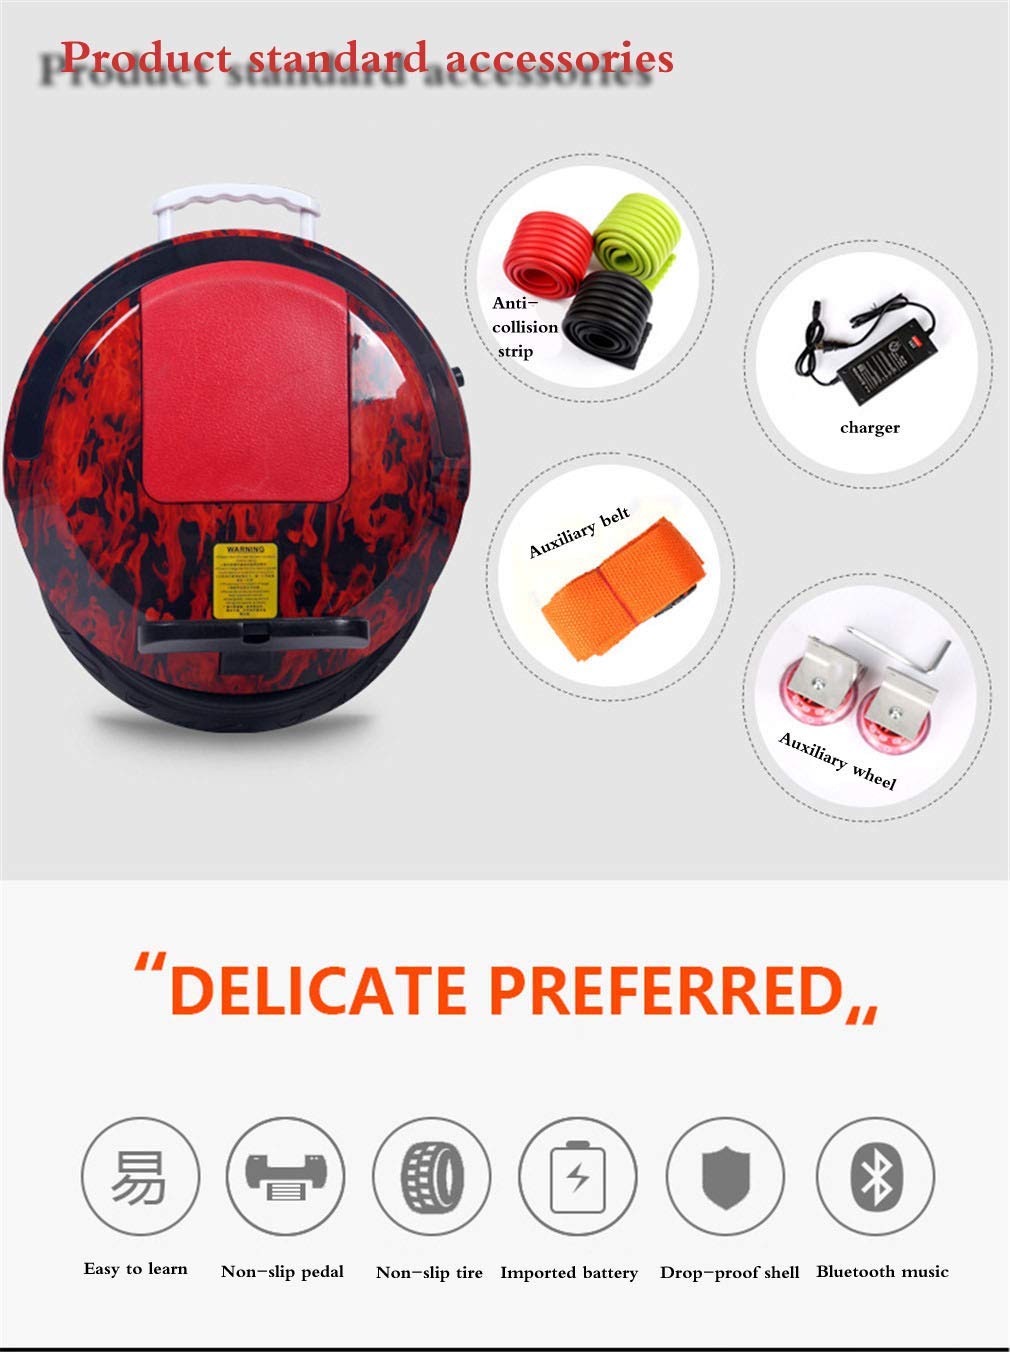 Product standard accessories
Anti-
collision
strip
charger
Auxiliary belt
WARNING
Auxiliary wheel
“DELICATE PREFERRED„
易
Easy to learn
Non-slip pedal
Non-slip tire
Imported battery
Drop-proof shell
Bluetooth music